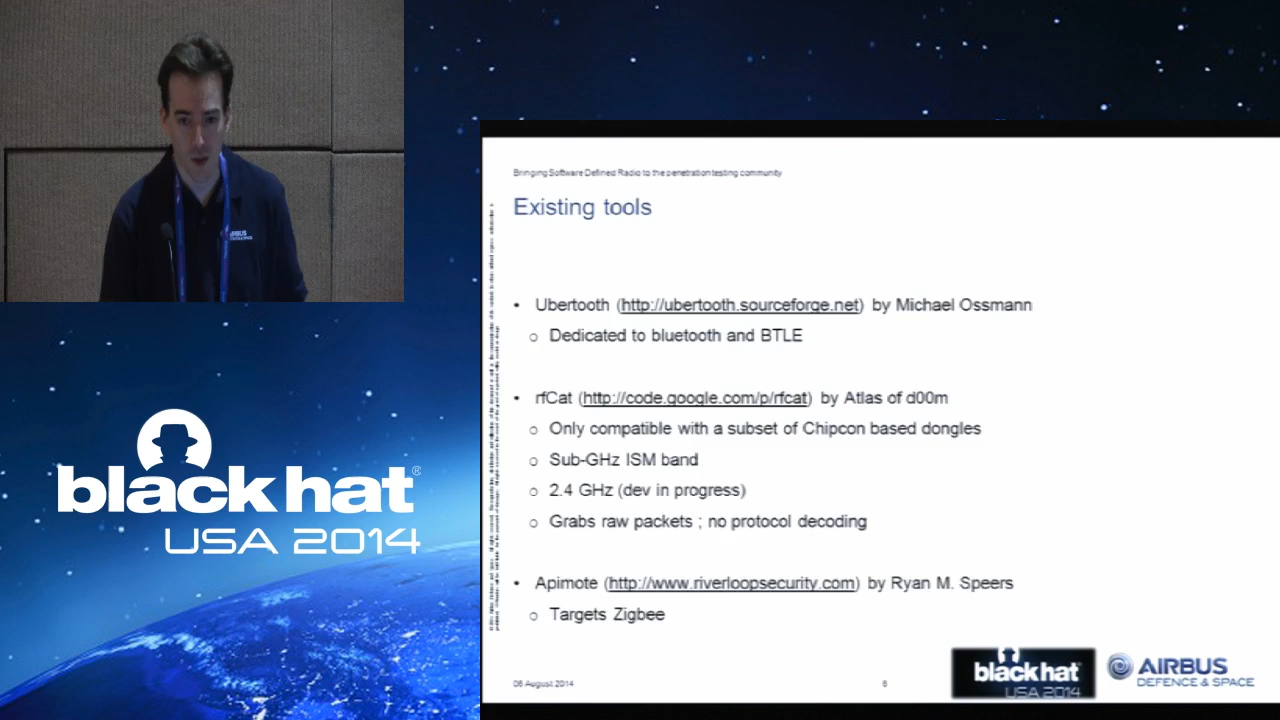 AIRBUS
Bringing Software Defined Radio to the penetration testing community
Existing tools
• Ubertooth (http://ubertooth.sourceforge.net) by Michael Ossmann
o Dedicated to bluetooth and BTLE
• rfCat (http://code.google.com/p/rfcat) by Atlas of d00m
o Only compatible with a subset of Chipcon based dongles
o Sub-GHz ISM band
o 2.4 GHz (dev in progress)
o Grabs raw packets ; no protocol decoding
• Apimote (http://www.riverloopsecurity.com) by Ryan M. Speers
o Targets Zigbee
06 August 2014
6
black hat
USA 2014
AIRBUS
DEFENCE & SPACE
black hat®
USA 2014